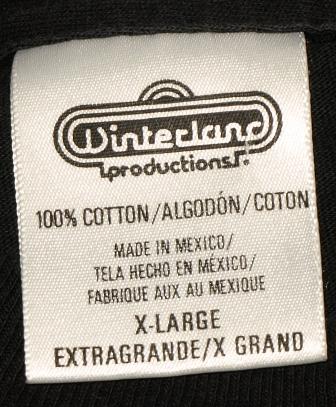 Winterland
productions.
100% COTTON/ALGODÓN/COTON
MADE IN MEXICO/
TELA HECHO EN MÉXICO/
FABRIQUE AUX AU MEXIQUE
X-LARGE
EXTRAGRANDE/X GRAND